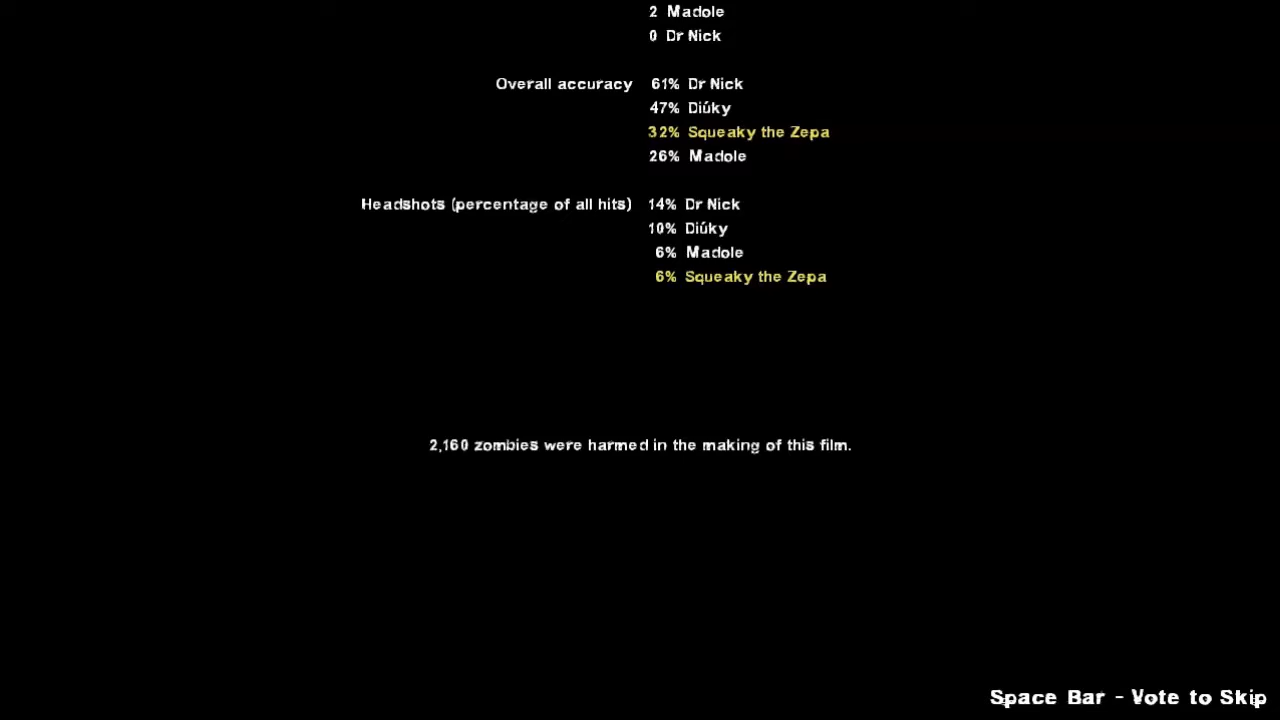 2 Madole
0 Dr Nick
Overall accuracy 61% Dr Nick
47% Diúky
32% Squeaky the Zepa
26% Madole
Headshots (percentage of all hits) 14% Dr Nick
10% Diúky
6% Madole
6% Squeaky the Zepa
2,160 zombies were harmed in the making of this film.
Space Bar - Vote to Skip